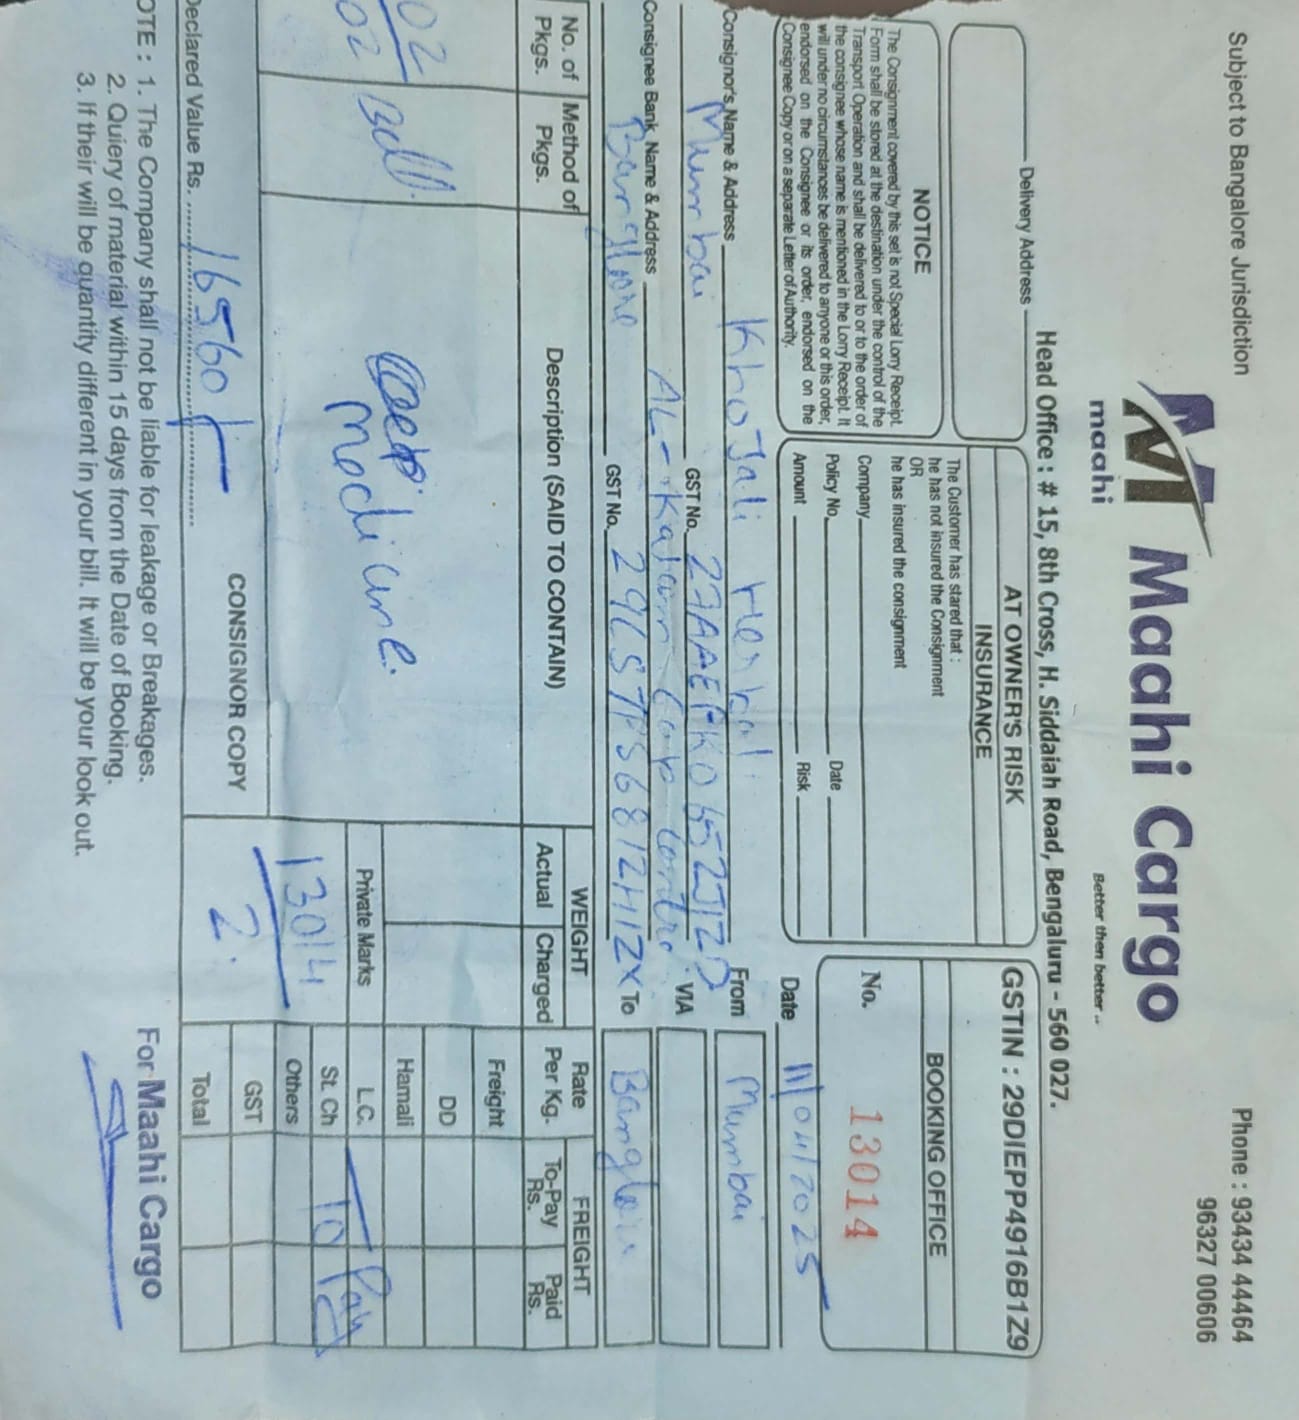 Subject to Bangalore Jurisdiction
Phone : 93434 44464
96327 00606
maahi
Maahi Cargo
Better then better ..
Head Office : # 15, 8th Cross, H. Siddaiah Road, Bengaluru - 560 027.
Delivery Address
NOTICE
The Consignment covered by this set is not Special Lorry Receipt
Form shall be stored at the destination under the control of the
Transport Operation and shall be delivered to or to the order of
the consignee whose name is mentioned in the Lorry Receipt. It
will under no circumstances be delivered to anyone or this order,
endorsed on the Consignee or its order, endorsed on the
Consignee Copy or on a separate Letter of Authority.
AT OWNER'S RISK
INSURANCE
The Customer has stared that :
he has not insured the Consignment
OR
he has insured the consignment
Company
Policy No. Date
Amount Risk
GSTIN : 29DIEPP4916B1Z9
BOOKING OFFICE
No. 13014
Date 11/04/2025
Consignor's Name & Address Khojali Herbal.
From Mumbai
Mumbai GST No. 27AAEFK0652J1ZD
VIA
Consignee Bank Name & Address AL-Kalam Cup Centre
Banglore GST No. 29CSTPS6812H1ZX To Banglore
No. of Pkgs.
Method of Pkgs.
Description (SAID TO CONTAIN)
WEIGHT
Actual Charged
Rate Per Kg.
FREIGHT
To-Pay Rs.
Paid Rs.
02
02
Medicine.
Freight
DD
Hamali
Private Marks
L.C.
St. Ch
Others
GST
Total
To Pay
13014
2.
Declared Value Rs. 16560/-
CONSIGNOR COPY
OTE : 1. The Company shall not be liable for leakage or Breakages.
2. Quiery of material within 15 days from the Date of Booking.
3. If their will be quantity different in your bill. It will be your look out.
For Maahi Cargo